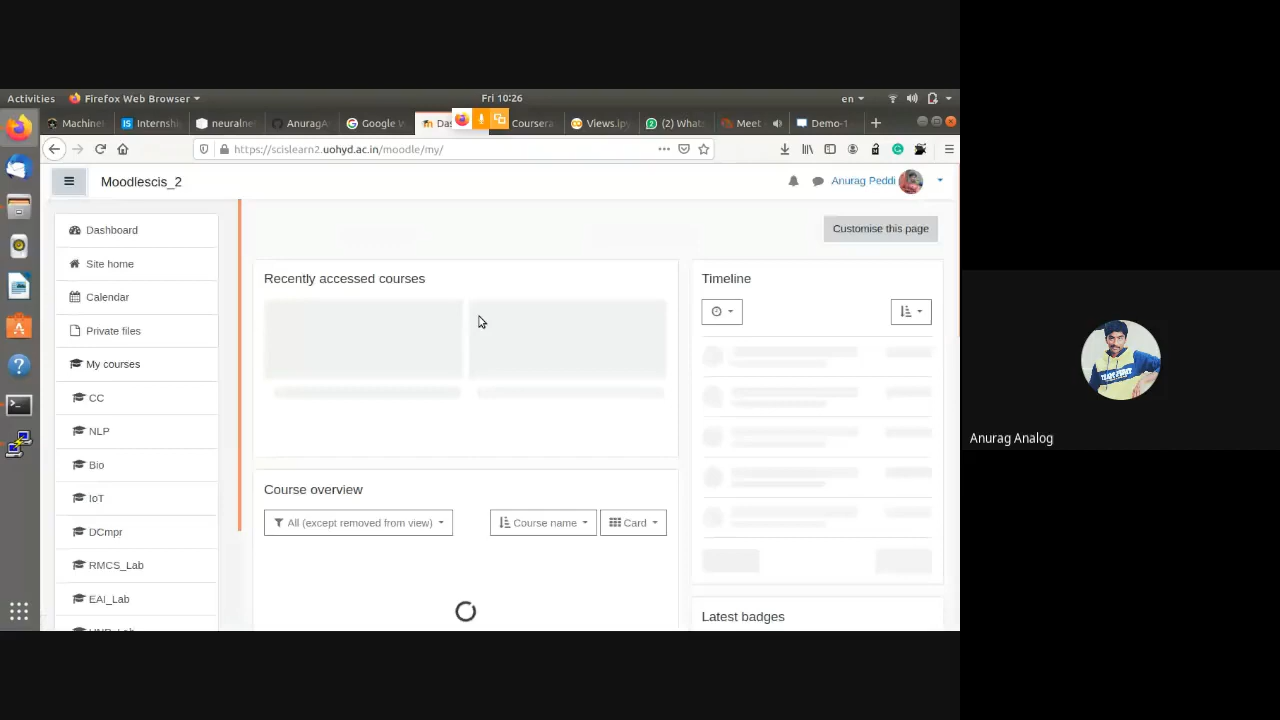 Activities Firefox Web Browser Fri 10:26 en
Machine Internship neuralne AnuragA Google Da Coursera Views.ipy (2) Whats Meet Demo-1
https://scislearn2.uohyd.ac.in/moodle/my/
Moodlescis_2 Anurag Peddi
Customise this page
Dashboard
Site home
Calendar
Private files
My courses
CC
NLP
Bio
IoT
DCmpr
RMCS_Lab
EAI_Lab
Recently accessed courses
Course overview
All (except removed from view) Course name Card
Timeline
Latest badges
Anurag Analog